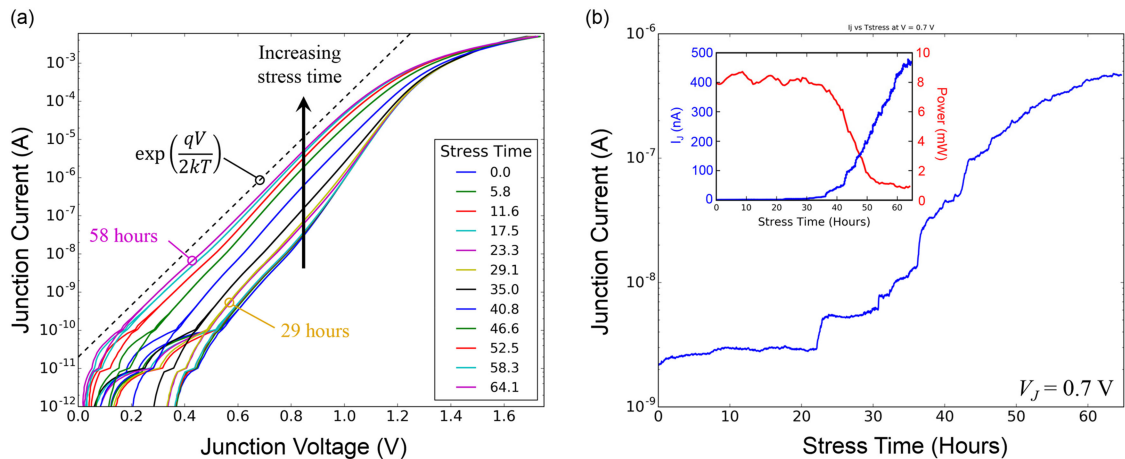 (a)
Junction Current (A)
10⁻³
10⁻⁴
10⁻⁵
10⁻⁶
10⁻⁷
10⁻⁸
10⁻⁹
10⁻¹⁰
10⁻¹¹
10⁻¹²
Increasing
stress time
exp(qV/2kT)
58 hours
29 hours
Stress Time
0.0
5.8
11.6
17.5
23.3
29.1
35.0
40.8
46.6
52.5
58.3
64.1
0.0 0.2 0.4 0.6 0.8 1.0 1.2 1.4 1.6
Junction Voltage (V)
(b)
Junction Current (A)
10⁻⁶
10⁻⁷
10⁻⁸
10⁻⁹
Ij vs Tstress at V = 0.7 V
I_J (nA)
500
400
300
200
100
0
10
8
6
4
2
0
Power (mW)
0 10 20 30 40 50 60
Stress Time (Hours)
V_J = 0.7 V
0 10 20 30 40 50 60
Stress Time (Hours)